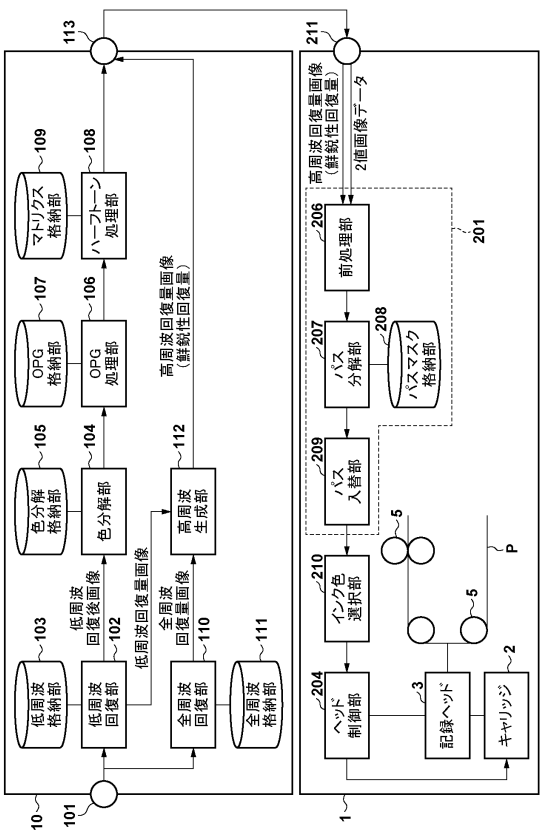 10
101
103
低周波
格納部
102
低周波
回復部
低周波
回復後画像
低周波回復量画像
110
全周波
回復部
111
全周波
格納部
全周波
回復量画像
105
色分解
格納部
104
色分解部
112
高周波
生成部
107
OPG
格納部
106
OPG
処理部
高周波回復量画像
(鮮鋭性回復量)
109
マトリクス
格納部
108
ハーフトーン
処理部
113
1
204
ヘッド
制御部
3
記録ヘッド
2
キャリッジ
210
インク色
選択部
5
5
P
209
パス
入替部
207
パス
分解部
208
パスマスク
格納部
206
前処理部
201
高周波回復量画像
(鮮鋭性回復量)
2値画像データ
211